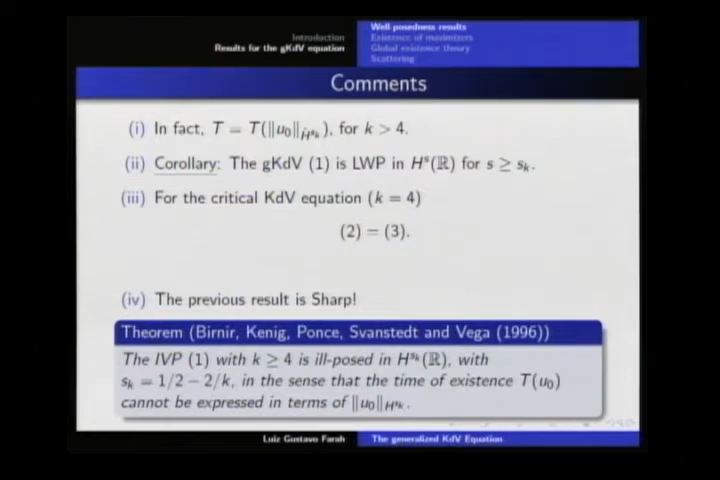 Introduction
Results for the gKdV equation
Well-posedness results
Existence of maximizers
Global existence theory
Scattering
Comments
(i) In fact, T = T(‖u₀‖_{Ḣ^{s_k}}), for k > 4.
(ii) Corollary: The gKdV (1) is LWP in H^s(ℝ) for s ≥ s_k.
(iii) For the critical KdV equation (k = 4)
(2) = (3).
(iv) The previous result is Sharp!
Theorem (Birnir, Kenig, Ponce, Svanstedt and Vega (1996))
The IVP (1) with k ≥ 4 is ill-posed in H^{s_k}(ℝ), with
s_k = 1/2 − 2/k, in the sense that the time of existence T(u₀)
cannot be expressed in terms of ‖u₀‖_{H^{s_k}}.
Luiz Gustavo Farah
The generalized KdV Equation